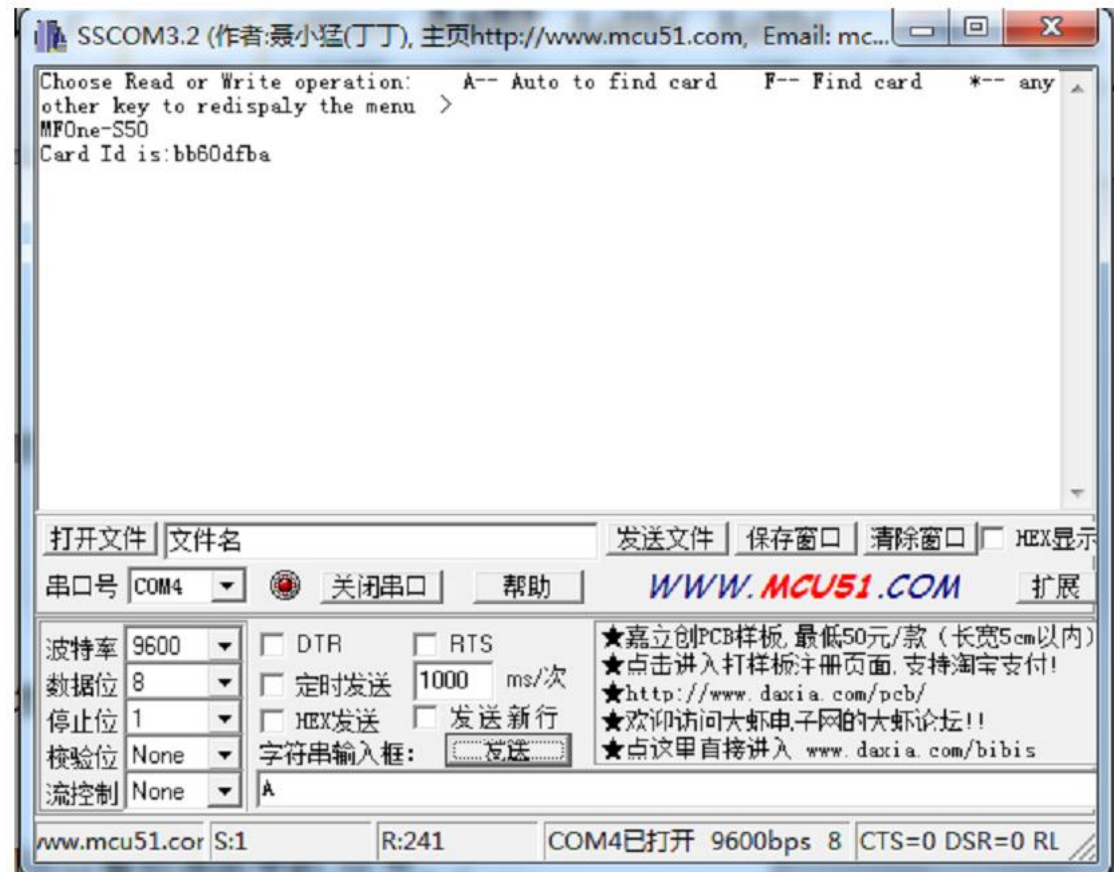 SSCOM3.2 (作者:聂小猛(丁丁), 主页http://www.mcu51.com, Email: mc...
Choose Read or Write operation: A-- Auto to find card F-- Find card *-- any
other key to redispaly the menu >
MFOne-S50
Card Id is:bb60dfba
打开文件 文件名 发送文件 保存窗口 清除窗口 HEX显示
串口号 COM4 关闭串口 帮助 WWW.MCU51.COM 扩展
波特率 9600 DTR RTS
数据位 8 定时发送 1000 ms/次
停止位 1 HEX发送 发送新行
校验位 None 字符串输入框: 发送
流控制 None A
★嘉立创PCB样板,最低50元/款(长宽5cm以内)
★点击进入打样板注册页面,支持淘宝支付!
★http://www.daxia.com/pcb/
★欢迎访问大虾电子网的大虾论坛!!
★点这里直接进入 www.daxia.com/bibis
www.mcu51.cor S:1 R:241 COM4已打开 9600bps 8 CTS=0 DSR=0 RL